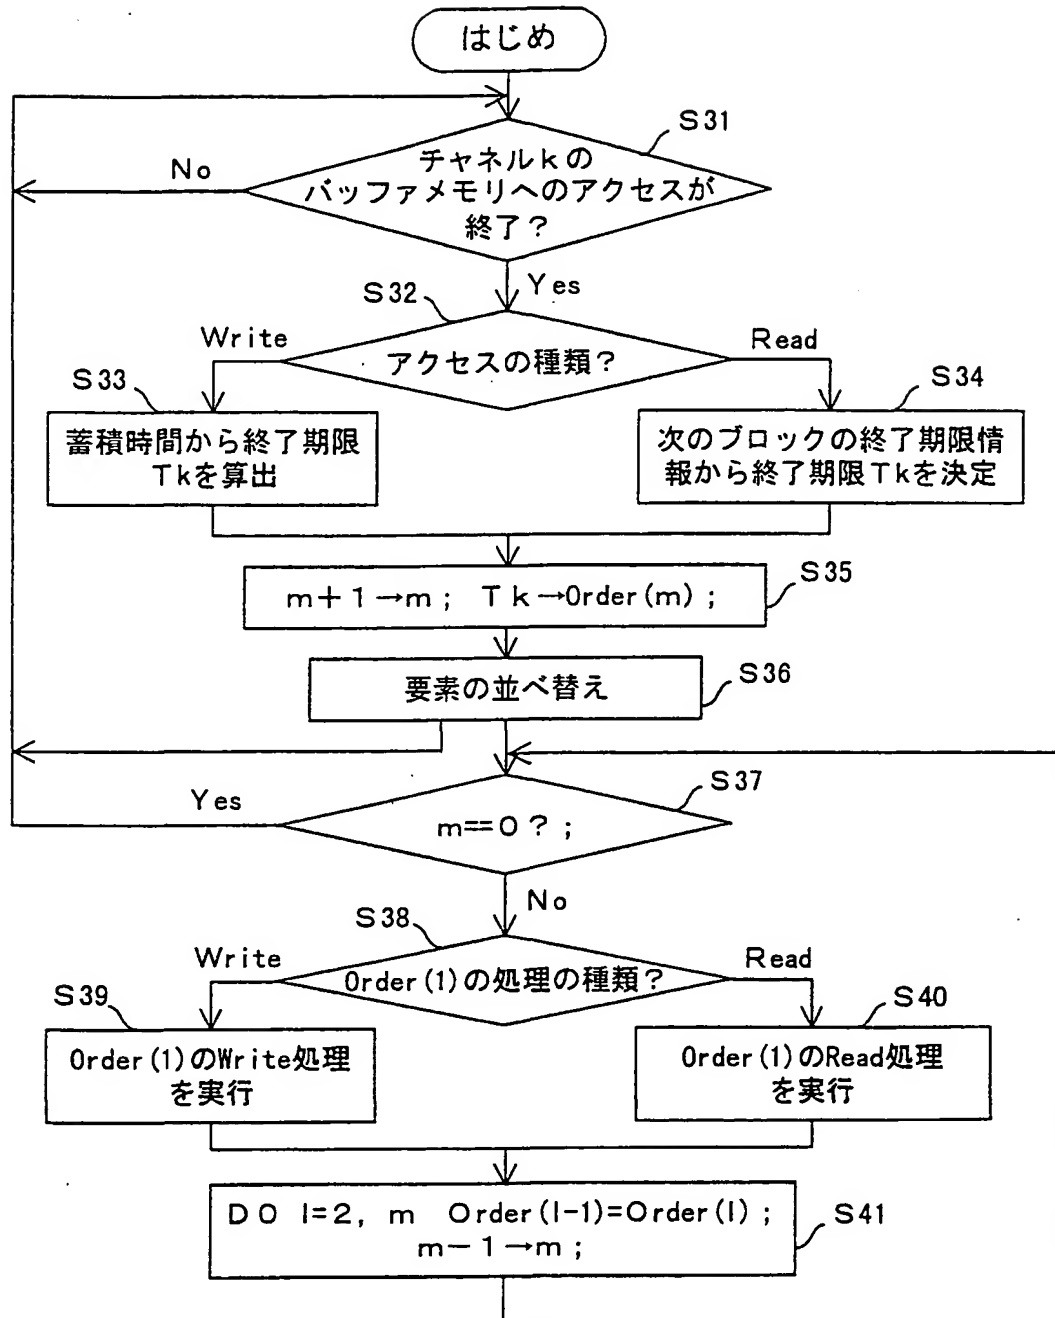 はじめ
S31
チャネルkの
バッファメモリへのアクセスが
終了?
No
Yes
S32
アクセスの種類?
Write
Read
S33
蓄積時間から終了期限
Tkを算出
S34
次のブロックの終了期限情
報から終了期限Tkを決定
S35
m+1→m; Tk→Order(m);
S36
要素の並べ替え
S37
m==0?;
Yes
No
S38
Order(1)の処理の種類?
Write
Read
S39
Order(1)のWrite処理
を実行
S40
Order(1)のRead処理
を実行
S41
DO l=2, m Order(l-1)=Order(l);
m-1→m;